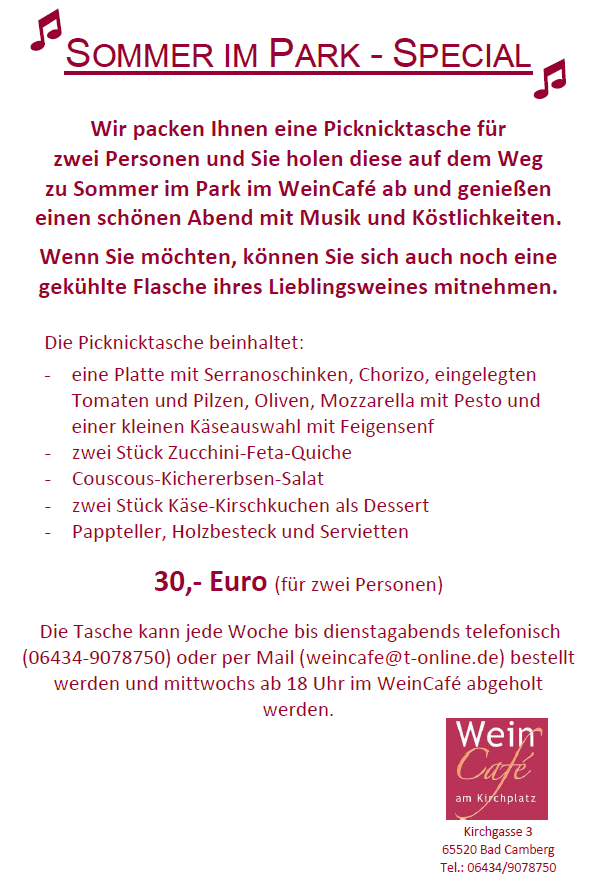 SOMMER IM PARK - SPECIAL
Wir packen Ihnen eine Picknicktasche für
zwei Personen und Sie holen diese auf dem Weg
zu Sommer im Park im WeinCafé ab und genießen
einen schönen Abend mit Musik und Köstlichkeiten.
Wenn Sie möchten, können Sie sich auch noch eine
gekühlte Flasche ihres Lieblingsweines mitnehmen.
Die Picknicktasche beinhaltet:
- eine Platte mit Serranoschinken, Chorizo, eingelegten
Tomaten und Pilzen, Oliven, Mozzarella mit Pesto und
einer kleinen Käseauswahl mit Feigensenf
- zwei Stück Zucchini-Feta-Quiche
- Couscous-Kichererbsen-Salat
- zwei Stück Käse-Kirschkuchen als Dessert
- Pappteller, Holzbesteck und Servietten
30,- Euro (für zwei Personen)
Die Tasche kann jede Woche bis dienstagabends telefonisch
(06434-9078750) oder per Mail (weincafe@t-online.de) bestellt
werden und mittwochs ab 18 Uhr im WeinCafé abgeholt
werden.
Wein
Café
am Kirchplatz
Kirchgasse 3
65520 Bad Camberg
Tel.: 06434/9078750